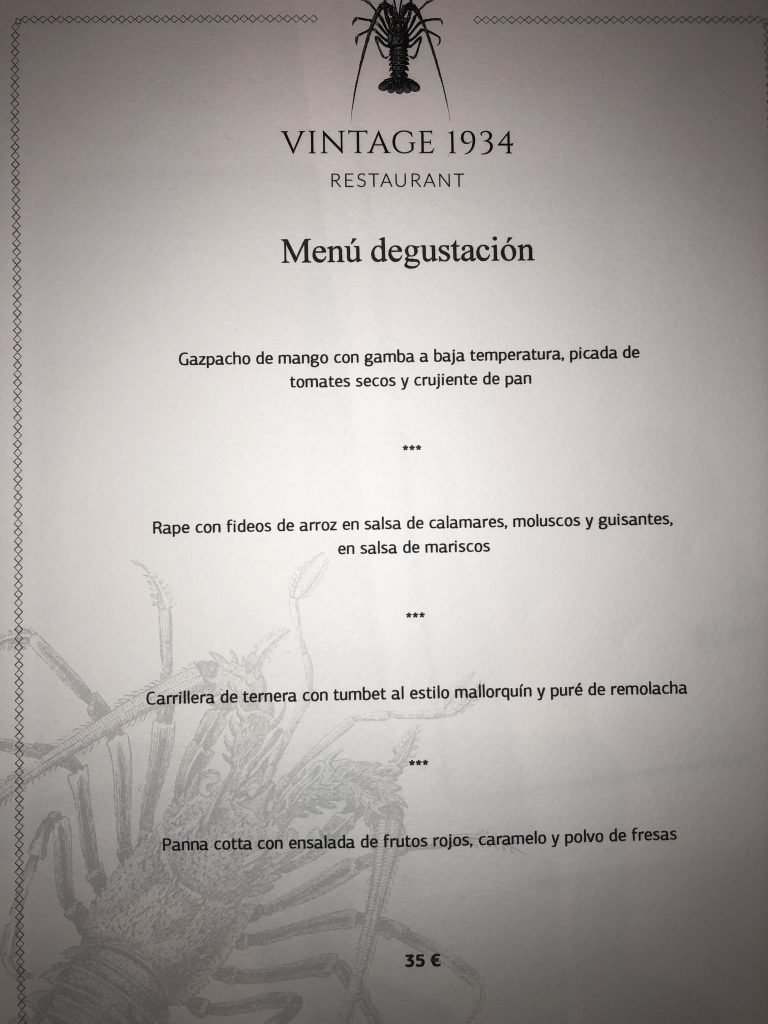 VINTAGE 1934
RESTAURANT
Menú degustación
Gazpacho de mango con gamba a baja temperatura, picada de
tomates secos y crujiente de pan
***
Rape con fideos de arroz en salsa de calamares, moluscos y guisantes,
en salsa de mariscos
***
Carrillera de ternera con tumbet al estilo mallorquín y puré de remolacha
***
Panna cotta con ensalada de frutos rojos, caramelo y polvo de fresas
35 €